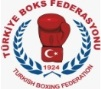 TÜRKİYE BOKS FEDERASYONU
1924
TURKISH BOXING FEDERATION